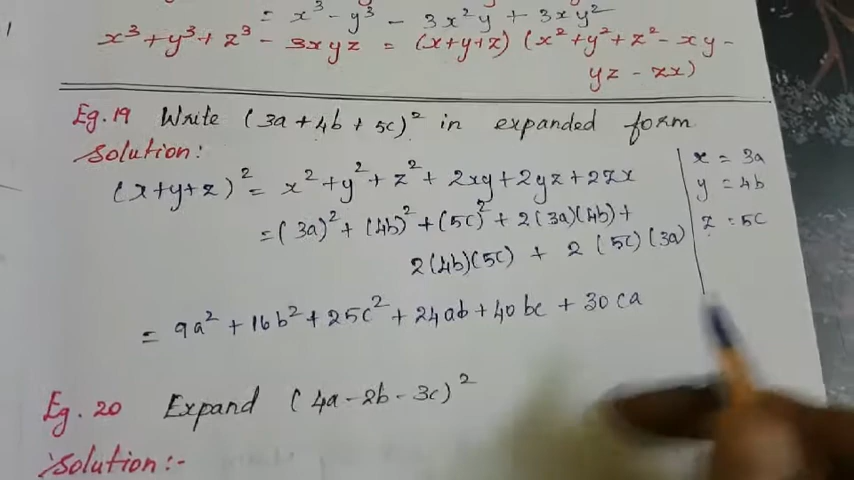 = x³ - y³ - 3x²y + 3xy²
x³ + y³ + z³ - 3xyz = (x+y+z) (x² + y² + z² - xy -
yz - zx)
Eg. 19 Write (3a + 4b + 5c)² in expanded form
Solution:
(x+y+z)² = x² + y² + z² + 2xy + 2yz + 2zx
x = 3a
y = 4b
z = 5c
= (3a)² + (4b)² + (5c)² + 2(3a)(4b) +
2(4b)(5c) + 2(5c)(3a)
= 9a² + 16b² + 25c² + 24ab + 40bc + 30ca
Eg. 20 Expand (4a - 2b - 3c)²
Solution :-